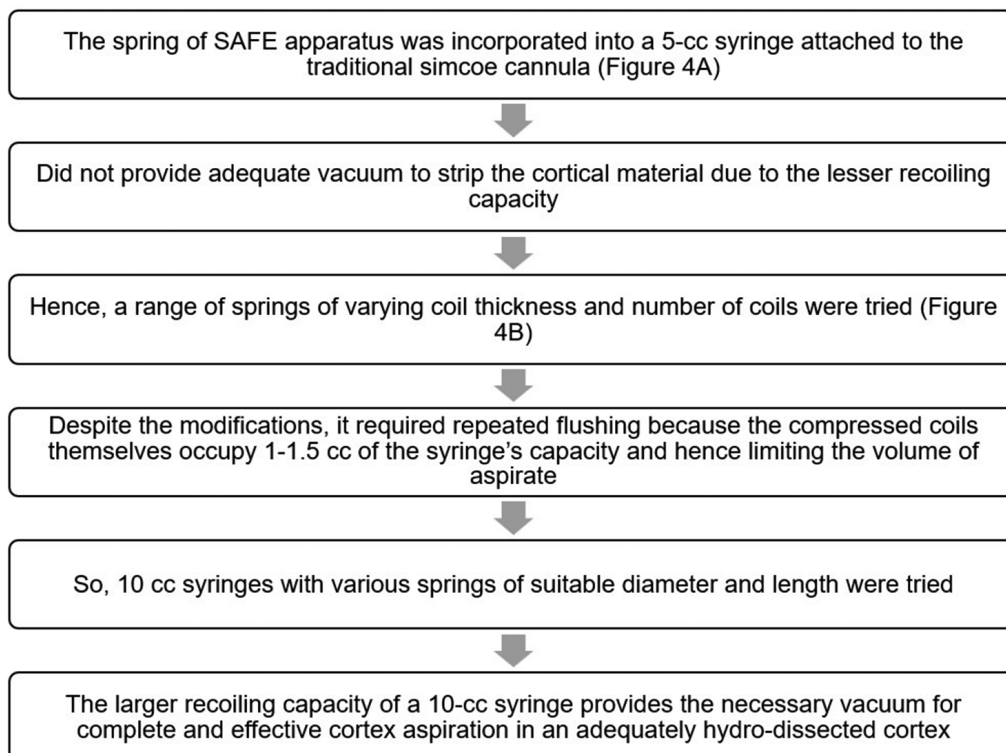 The spring of SAFE apparatus was incorporated into a 5-cc syringe attached to the
traditional simcoe cannula (Figure 4A)
Did not provide adequate vacuum to strip the cortical material due to the lesser recoiling
capacity
Hence, a range of springs of varying coil thickness and number of coils were tried (Figure
4B)
Despite the modifications, it required repeated flushing because the compressed coils
themselves occupy 1-1.5 cc of the syringe’s capacity and hence limiting the volume of
aspirate
So, 10 cc syringes with various springs of suitable diameter and length were tried
The larger recoiling capacity of a 10-cc syringe provides the necessary vacuum for
complete and effective cortex aspiration in an adequately hydro-dissected cortex